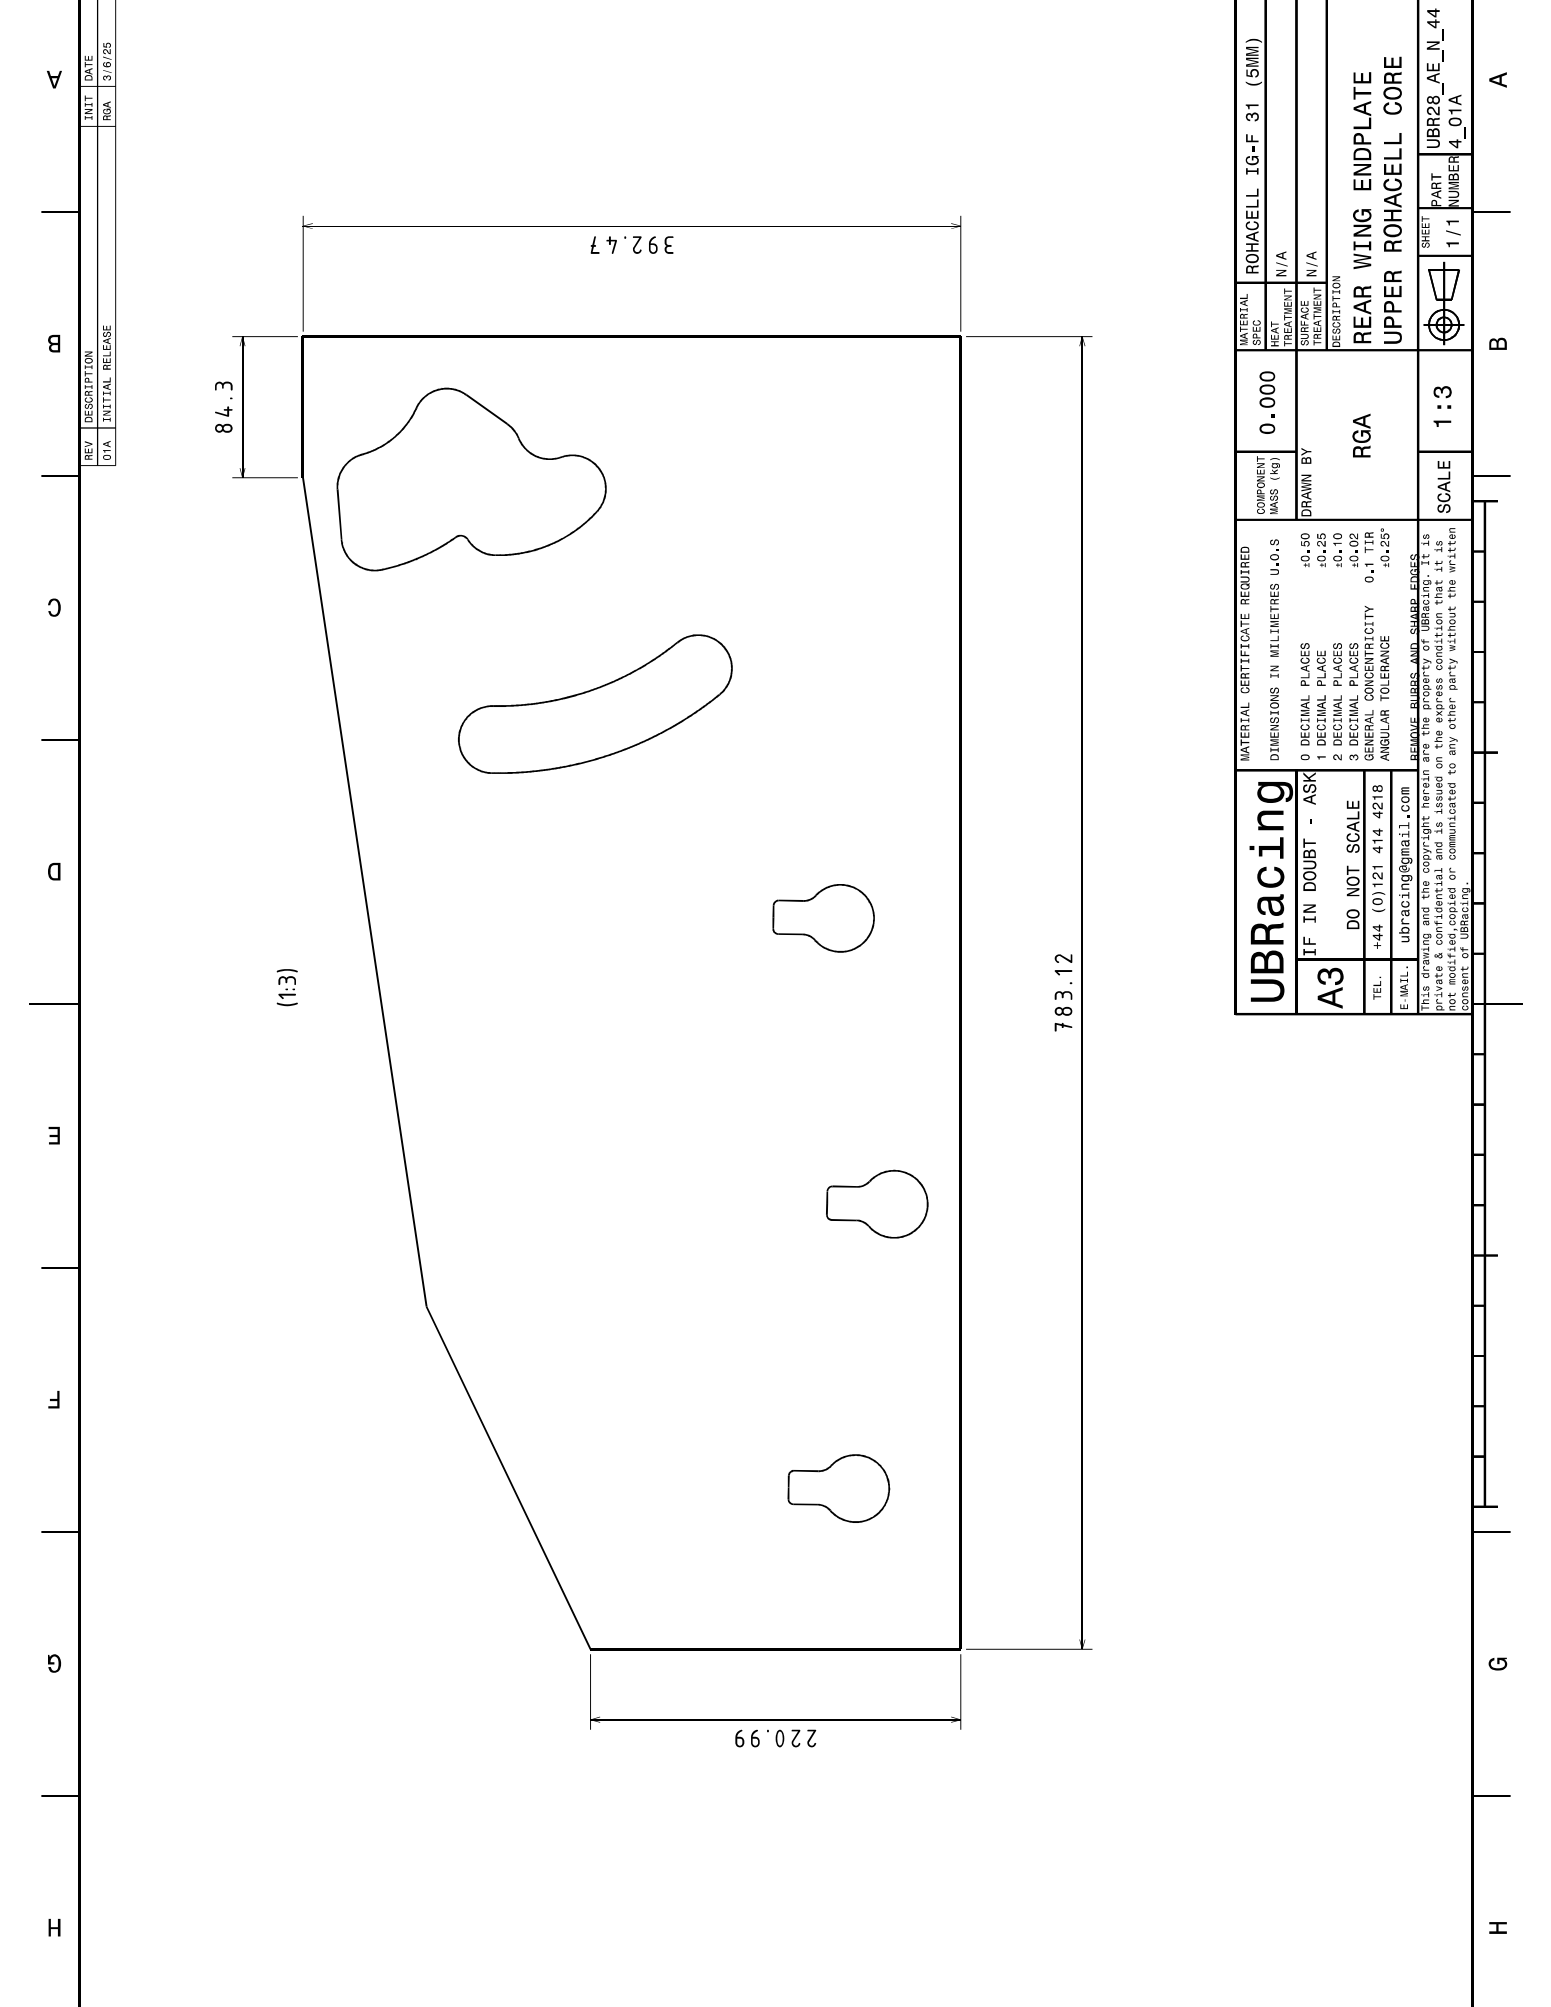 REV DESCRIPTION INIT DATE
01A INITIAL RELEASE RGA 3/6/25
A
B
C
D
E
F
G
H
84.3
392.47
(1:3)
783.12
220.99
UBRacing
A3
IF IN DOUBT - ASK
DO NOT SCALE
TEL. +44 (0)121 414 4218
E-MAIL. ubracing@gmail.com
MATERIAL CERTIFICATE REQUIRED
DIMENSIONS IN MILIMETRES U.O.S
0 DECIMAL PLACES ±0.50
1 DECIMAL PLACE ±0.25
2 DECIMAL PLACES ±0.10
3 DECIMAL PLACES ±0.02
GENERAL CONCENTRICITY 0.1 TIR
ANGULAR TOLERANCE ±0.25°
REMOVE BURRS AND SHARP EDGES
This drawing and the copyright herein are the property of UBRacing. It is
private & confidential and is issued on the express condition that it is
not modified,copied or communicated to any other party without the written
consent of UBRacing.
COMPONENT
MASS (kg)
0.000
DRAWN BY
RGA
SCALE 1:3
MATERIAL
SPEC
ROHACELL IG-F 31 (5MM)
HEAT
TREATMENT
N/A
SURFACE
TREATMENT
N/A
DESCRIPTION
REAR WING ENDPLATE
UPPER ROHACELL CORE
SHEET
1/1
PART
NUMBER
UBR28_AE_N_44
4_01A
A
B
G
H